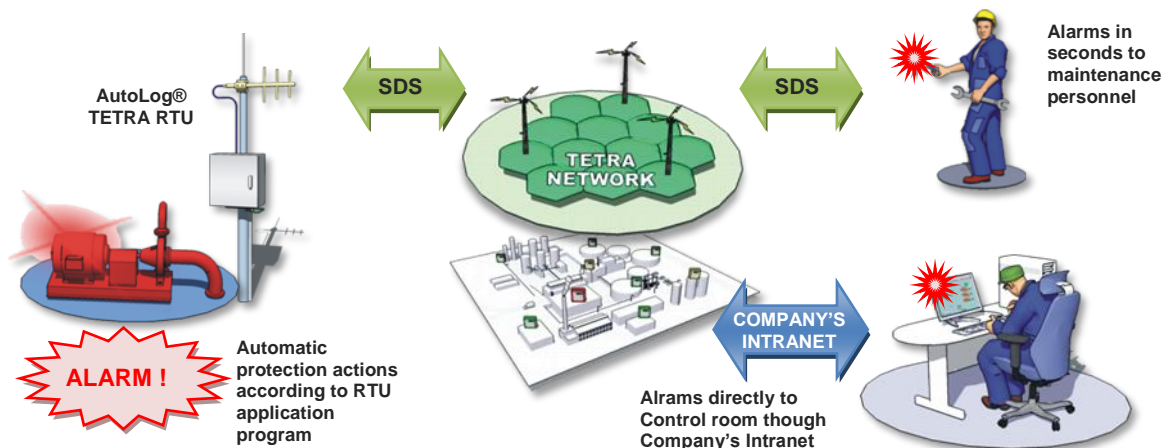 AutoLog®
TETRA RTU
SDS
TETRA
NETWORK
SDS
Alarms in
seconds to
maintenance
personnel
ALARM !
Automatic
protection actions
according to RTU
application
program
COMPANY'S
INTRANET
Alrams directly to
Control room though
Company's Intranet